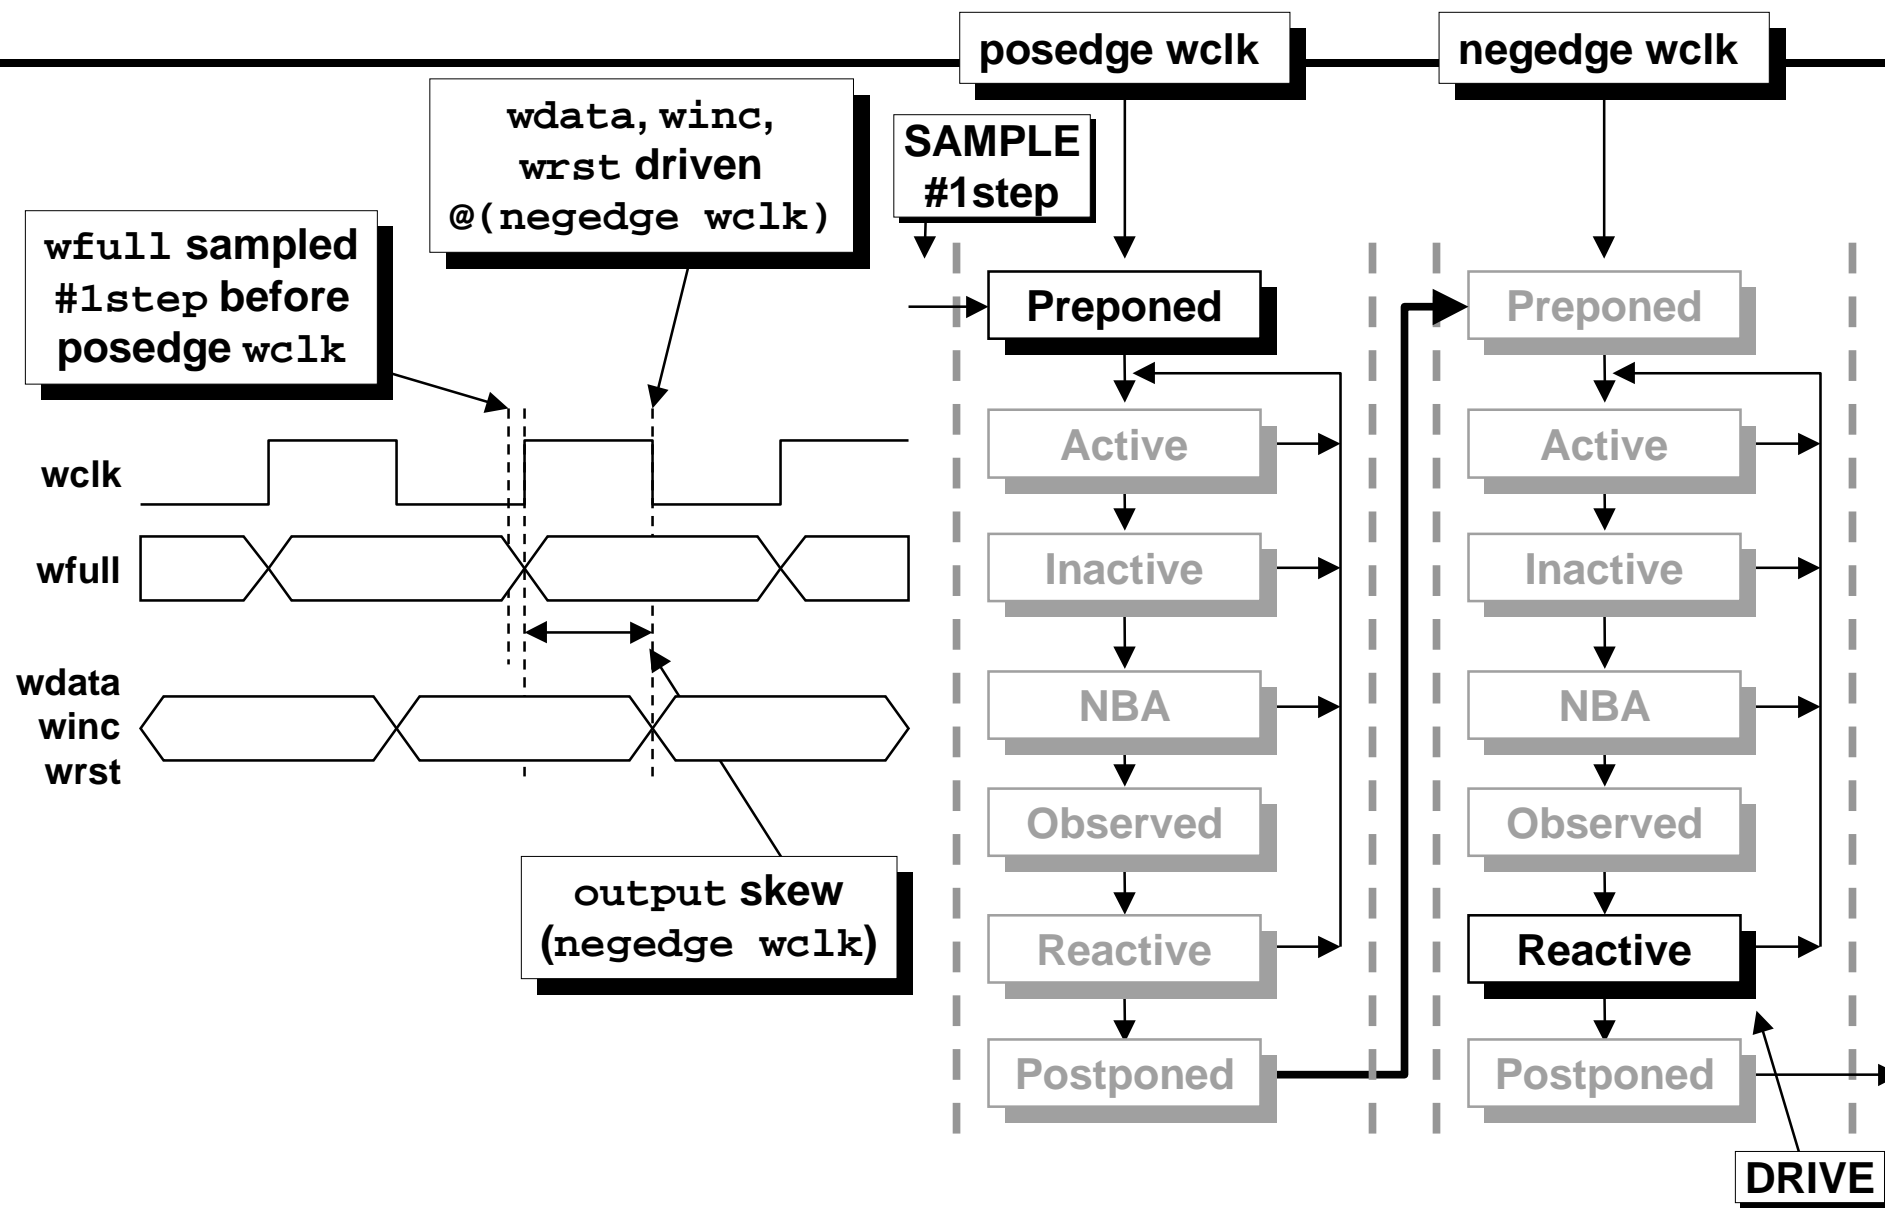 posedge wclk
negedge wclk
wdata, winc,
wrst driven
@(negedge wclk)
SAMPLE
#1step
wfull sampled
#1step before
posedge wclk
wclk
wfull
wdata
winc
wrst
output skew
(negedge wclk)
Preponed
Active
Inactive
NBA
Observed
Reactive
Postponed
Preponed
Active
Inactive
NBA
Observed
Reactive
Postponed
DRIVE